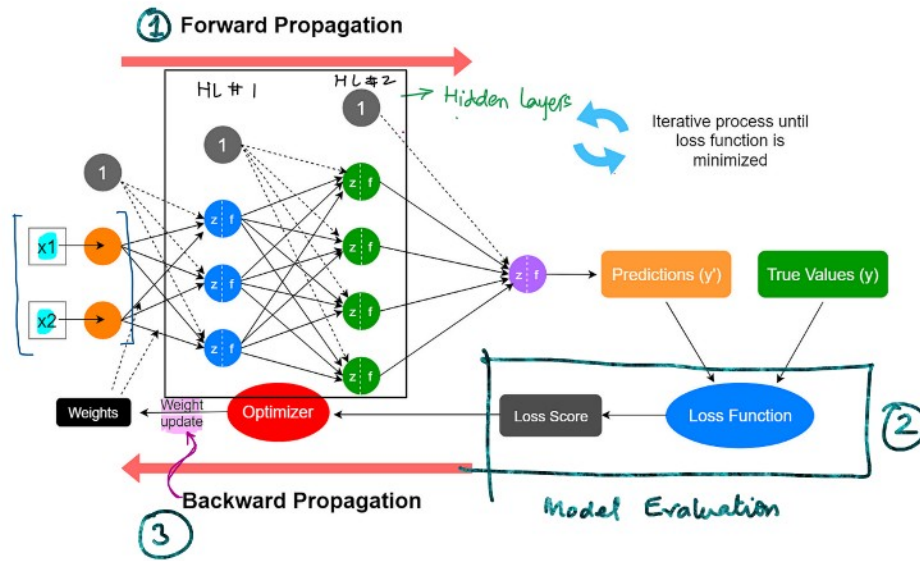 1 Forward Propagation
HL # 1
HL # 2
Hidden Layers
Iterative process until
loss function is
minimized
1
1
1
z f
z f
z f
z f
z f
z f
z f
z f
x1
x2
Predictions (y')
True Values (y)
Weights
Weight
update
Optimizer
Loss Score
Loss Function
2
Backward Propagation
3
Model Evaluation